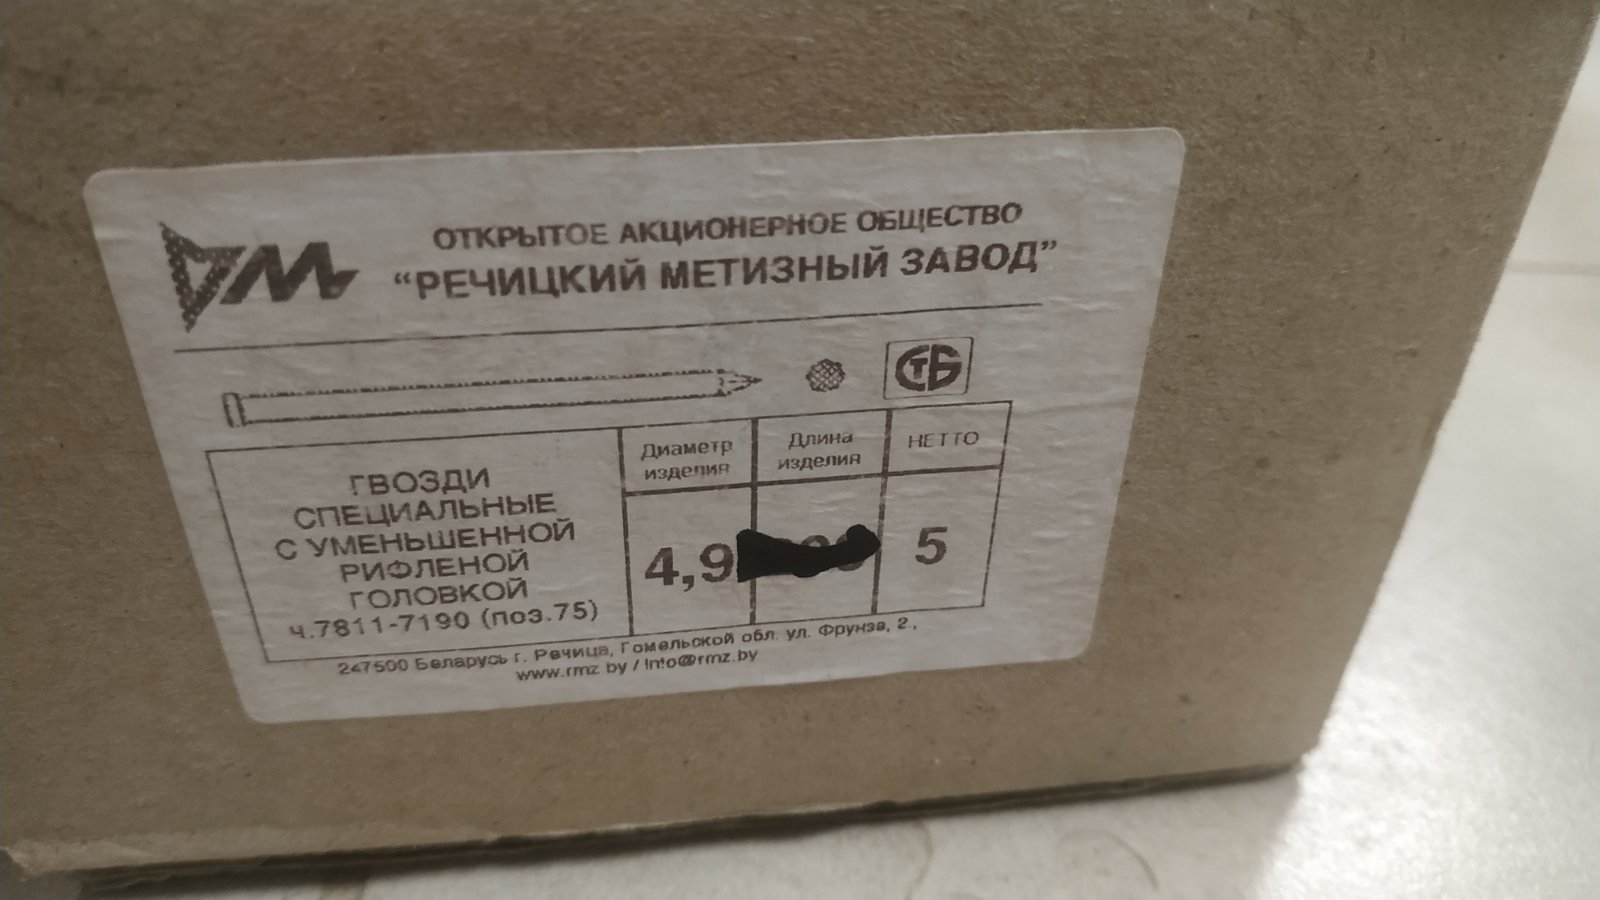 ОТКРЫТОЕ АКЦИОНЕРНОЕ ОБЩЕСТВО
"РЕЧИЦКИЙ МЕТИЗНЫЙ ЗАВОД"
СТБ
ГВОЗДИ
СПЕЦИАЛЬНЫЕ
С УМЕНЬШЕННОЙ
РИФЛЕНОЙ
ГОЛОВКОЙ
ч.7811-7190 (поз.75)
Диаметр
изделия
4,9
Длина
изделия
НЕТТО
5
247500 Беларусь г. Речица, Гомельской обл. ул. Фрунзе, 2.,
www.rmz.by / info@rmz.by